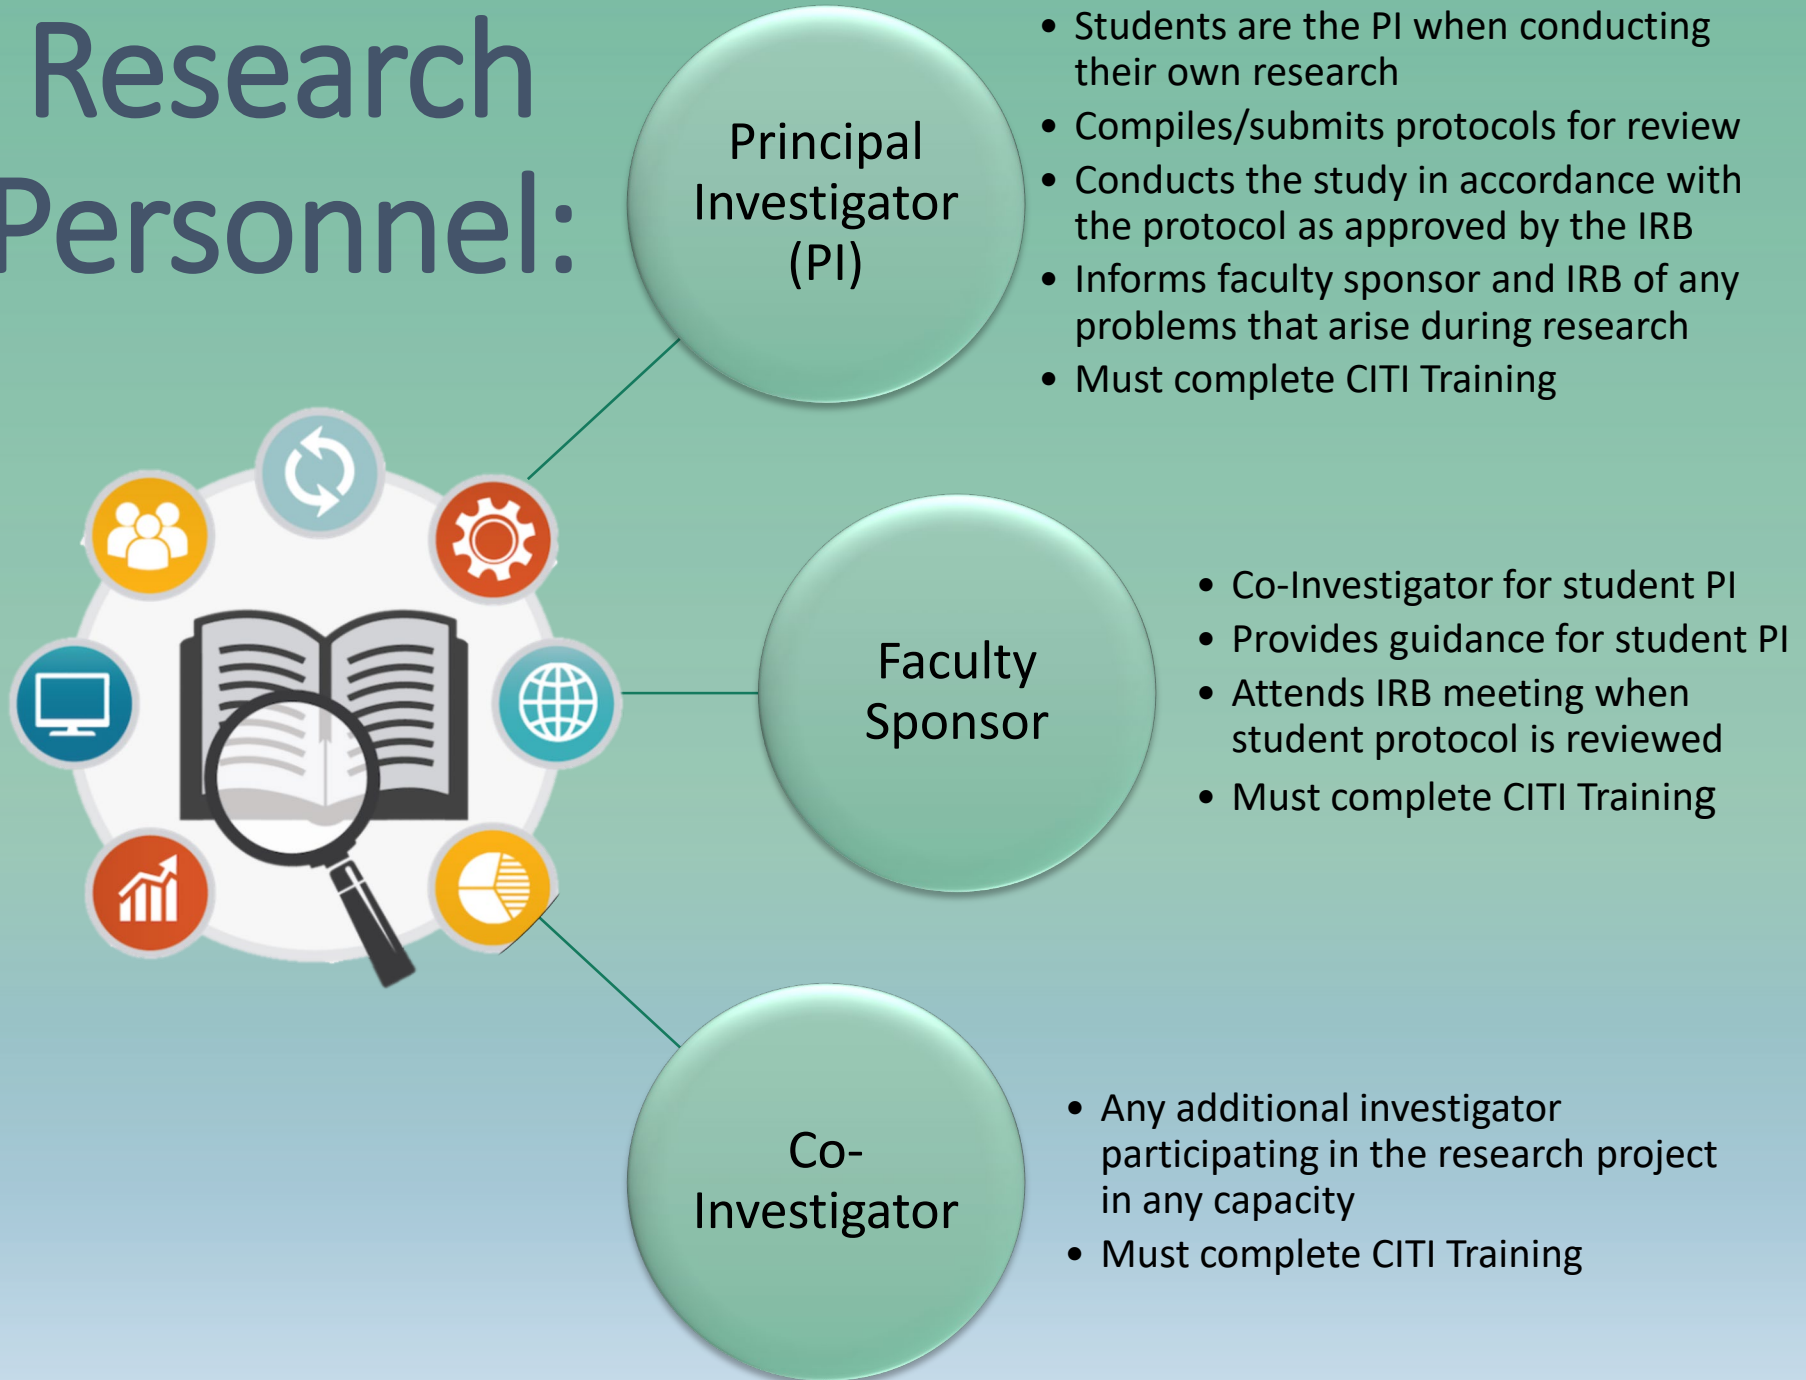 Research
Personnel:
Principal
Investigator
(PI)
• Students are the PI when conducting
their own research
• Compiles/submits protocols for review
• Conducts the study in accordance with
the protocol as approved by the IRB
• Informs faculty sponsor and IRB of any
problems that arise during research
• Must complete CITI Training
Faculty
Sponsor
• Co-Investigator for student PI
• Provides guidance for student PI
• Attends IRB meeting when
student protocol is reviewed
• Must complete CITI Training
Co-
Investigator
• Any additional investigator
participating in the research project
in any capacity
• Must complete CITI Training